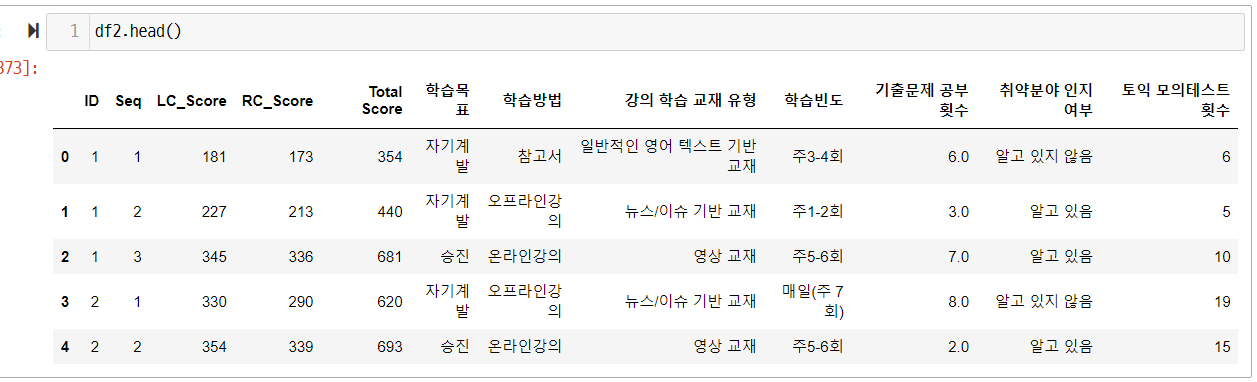 1 df2.head()
373]:
ID Seq LC_Score RC_Score Total Score 학습목표 학습방법 강의 학습 교재 유형 학습빈도 기출문제 공부 횟수 취약분야 인지 여부 토익 모의테스트 횟수
0 1 1 181 173 354 자기계발 참고서 일반적인 영어 텍스트 기반 교재 주3-4회 6.0 알고 있지 않음 6
1 1 2 227 213 440 자기계발 오프라인강의 뉴스/이슈 기반 교재 주1-2회 3.0 알고 있음 5
2 1 3 345 336 681 승진 온라인강의 영상 교재 주5-6회 7.0 알고 있음 10
3 2 1 330 290 620 자기계발 오프라인강의 뉴스/이슈 기반 교재 매일(주 7회) 8.0 알고 있지 않음 19
4 2 2 354 339 693 승진 온라인강의 영상 교재 주5-6회 2.0 알고 있음 15